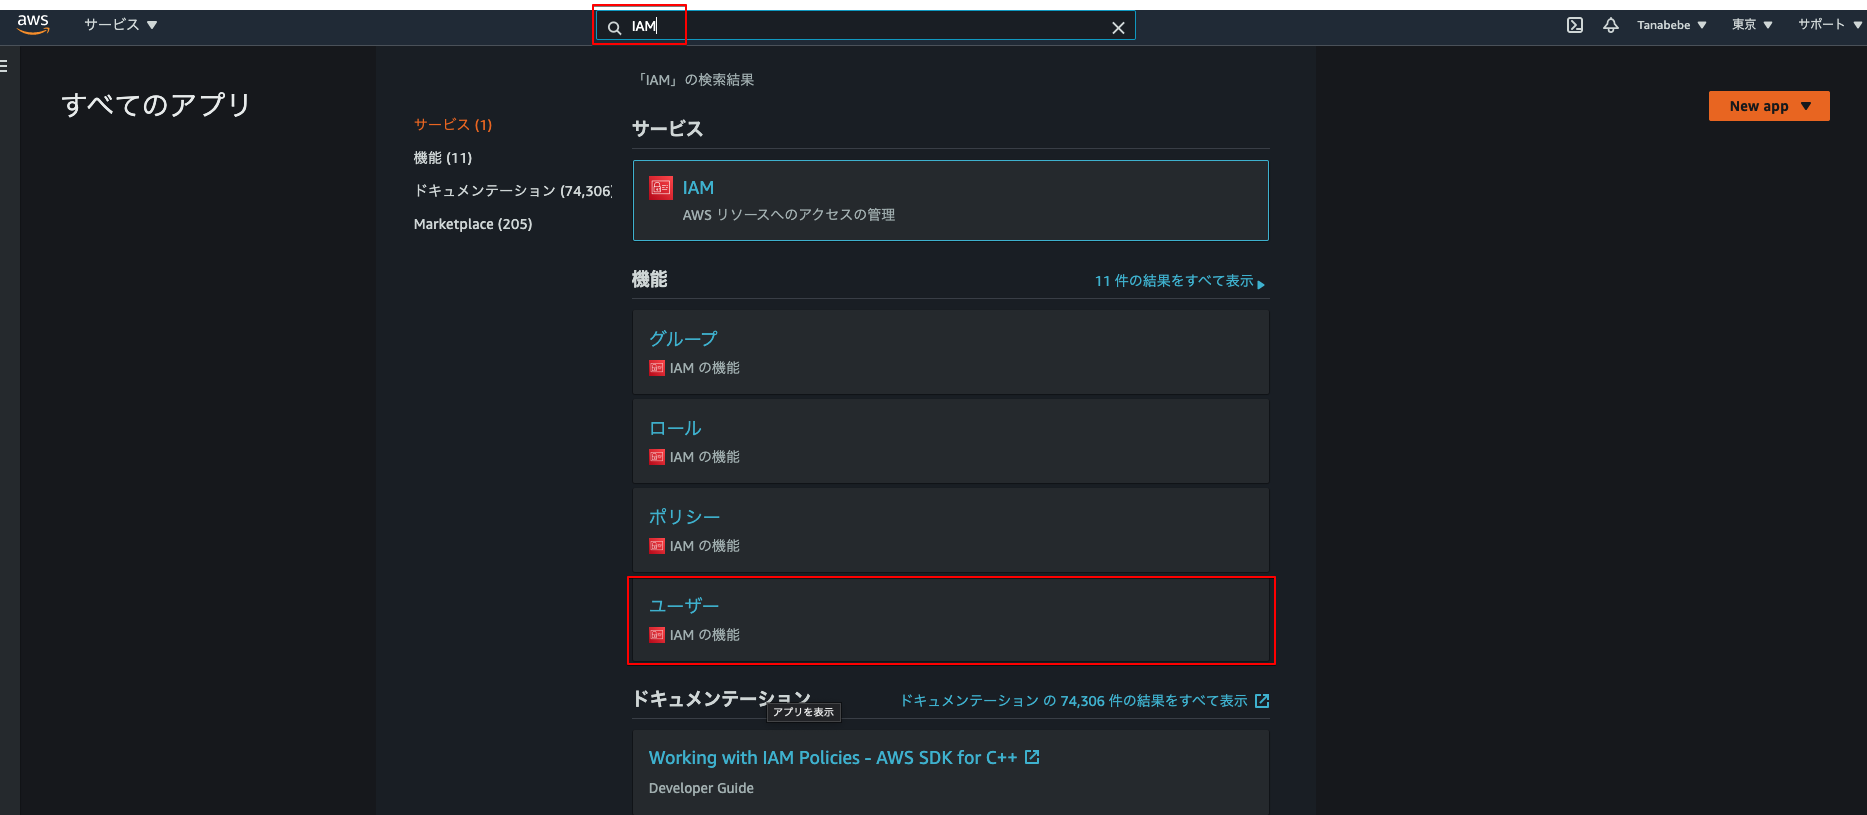 aws
サービス ▼
IAM
Tanabebe ▼
東京 ▼
サポート ▼
すべてのアプリ
New app ▼
「IAM」の検索結果
サービス (1)
機能 (11)
ドキュメンテーション (74,306)
Marketplace (205)
サービス
IAM
AWS リソースへのアクセスの管理
機能
11 件の結果をすべて表示 ▶
グループ
IAM の機能
ロール
IAM の機能
ポリシー
IAM の機能
ユーザー
IAM の機能
ドキュメンテーション
ドキュメンテーション の 74,306 件の結果をすべて表示
アプリを表示
Working with IAM Policies - AWS SDK for C++
Developer Guide